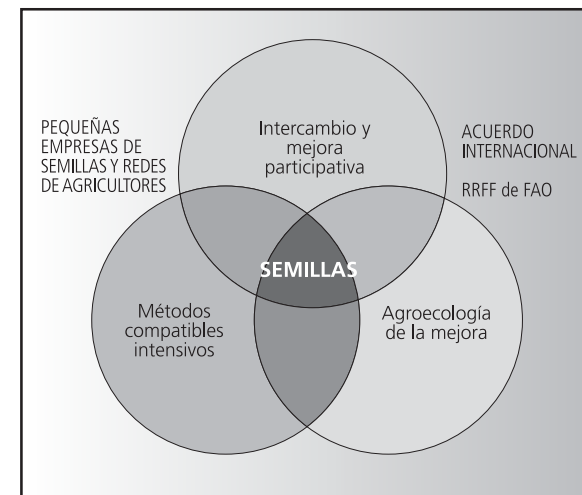 PEQUEÑAS
EMPRESAS DE
SEMILLAS Y REDES
DE AGRICULTORES
Intercambio y
mejora
participativa
ACUERDO
INTERNACIONAL
RRFF de FAO
SEMILLAS
Métodos
compatibles
intensivos
Agroecología
de la mejora